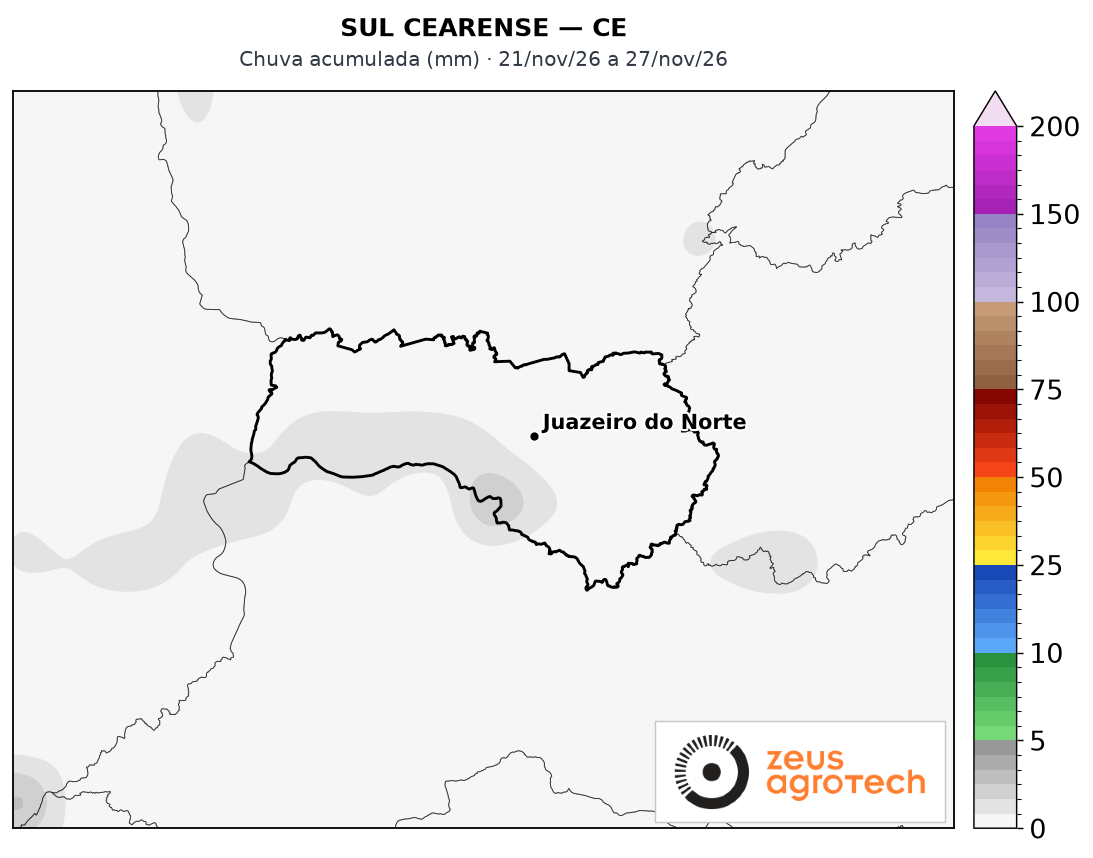 SUL CEARENSE — CE
Chuva acumulada (mm) · 21/nov/26 a 27/nov/26
200
150
100
75
50
25
10
5
0
Juazeiro do Norte
zeus
agrotech